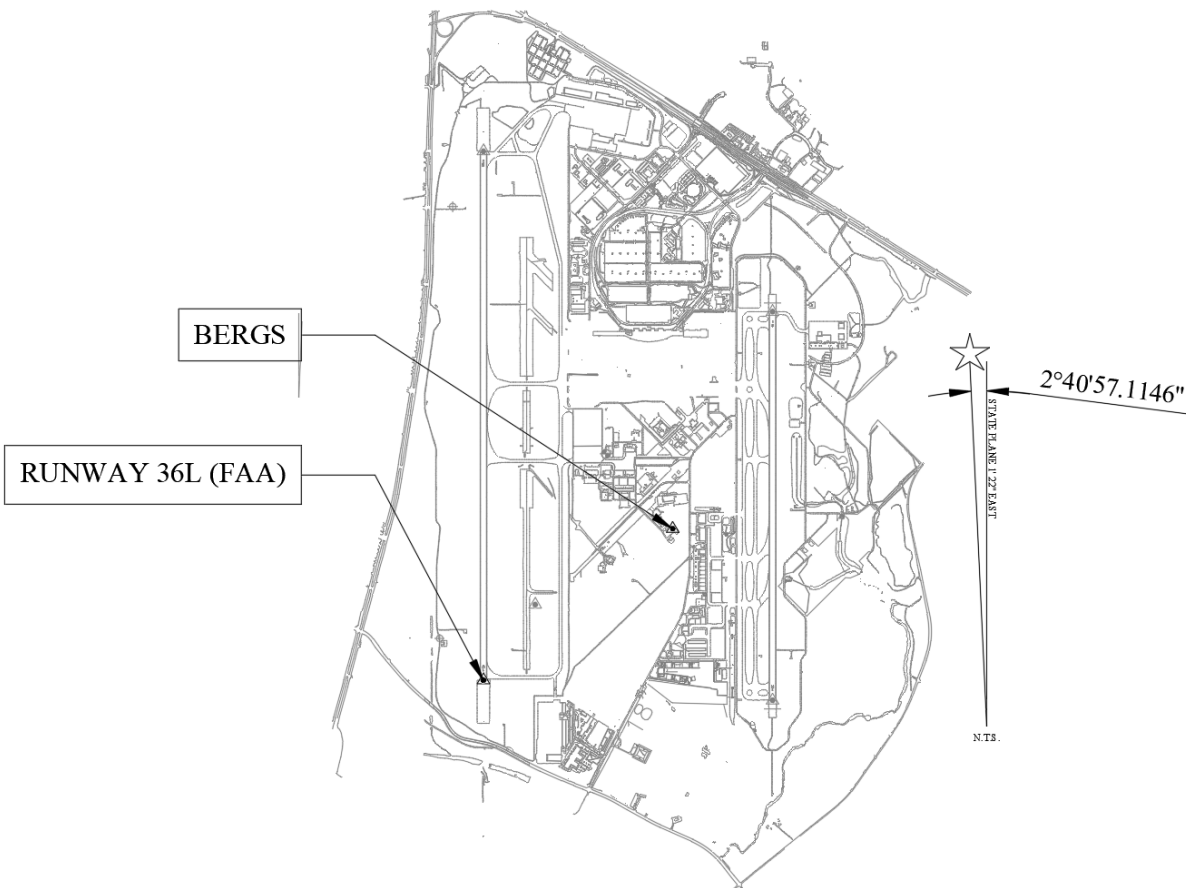 BERGS
RUNWAY 36L (FAA)
2°40'57.1146"
STATE PLANE 1'22" EAST
N.T.S.